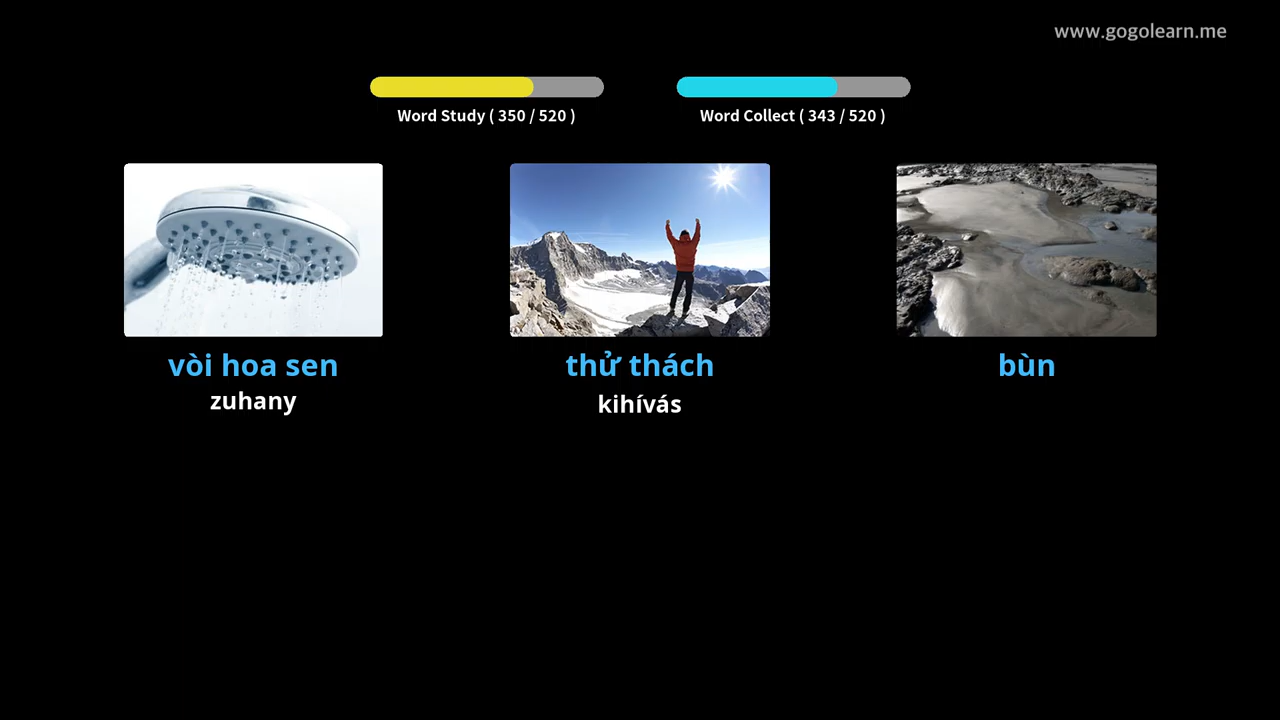 www.gogolearn.me
Word Study ( 350 / 520 )
Word Collect ( 343 / 520 )
vòi hoa sen
zuhany
thử thách
kihívás
bùn